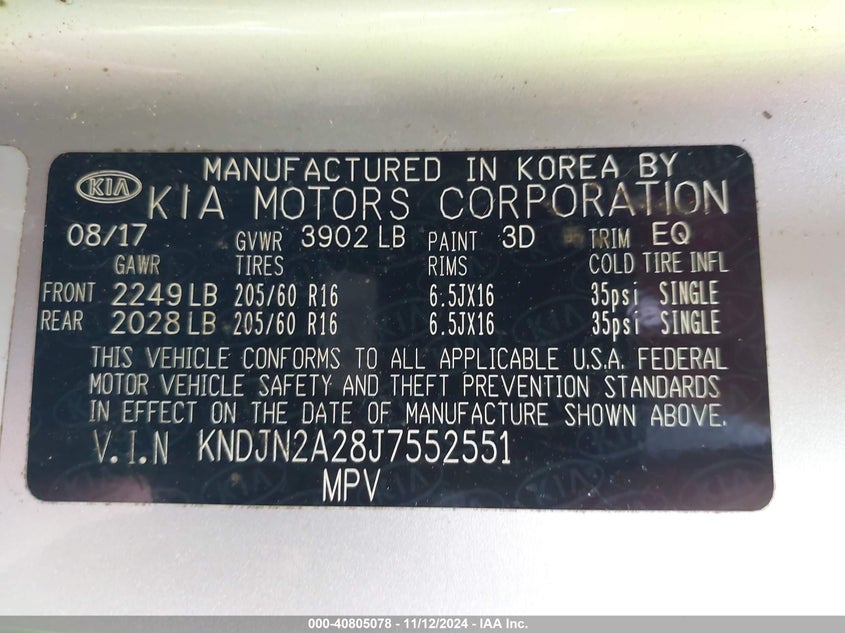 MANUFACTURED IN KOREA BY
KIA KIA MOTORS CORPORATION
08/17 GVWR 3902 LB PAINT 3D TRIM EQ
GAWR TIRES RIMS COLD TIRE INFL
FRONT 2249 LB 205/60 R16 6.5JX16 35psi SINGLE
REAR 2028 LB 205/60 R16 6.5JX16 35psi SINGLE
THIS VEHICLE CONFORMS TO ALL APPLICABLE U.S.A. FEDERAL
MOTOR VEHICLE SAFETY AND THEFT PREVENTION STANDARDS
IN EFFECT ON THE DATE OF MANUFACTURE SHOWN ABOVE.
V.I.N KNDJN2A28J7552551
MPV
000-40805078 - 11/12/2024 - IAA Inc.